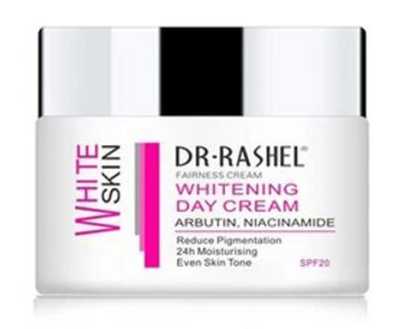 WHITE
SKIN
DR·RASHEL®
FAIRNESS CREAM
WHITENING
DAY CREAM
ARBUTIN, NIACINAMIDE
Reduce Pigmentation
24h Moisturising
Even Skin Tone
SPF20